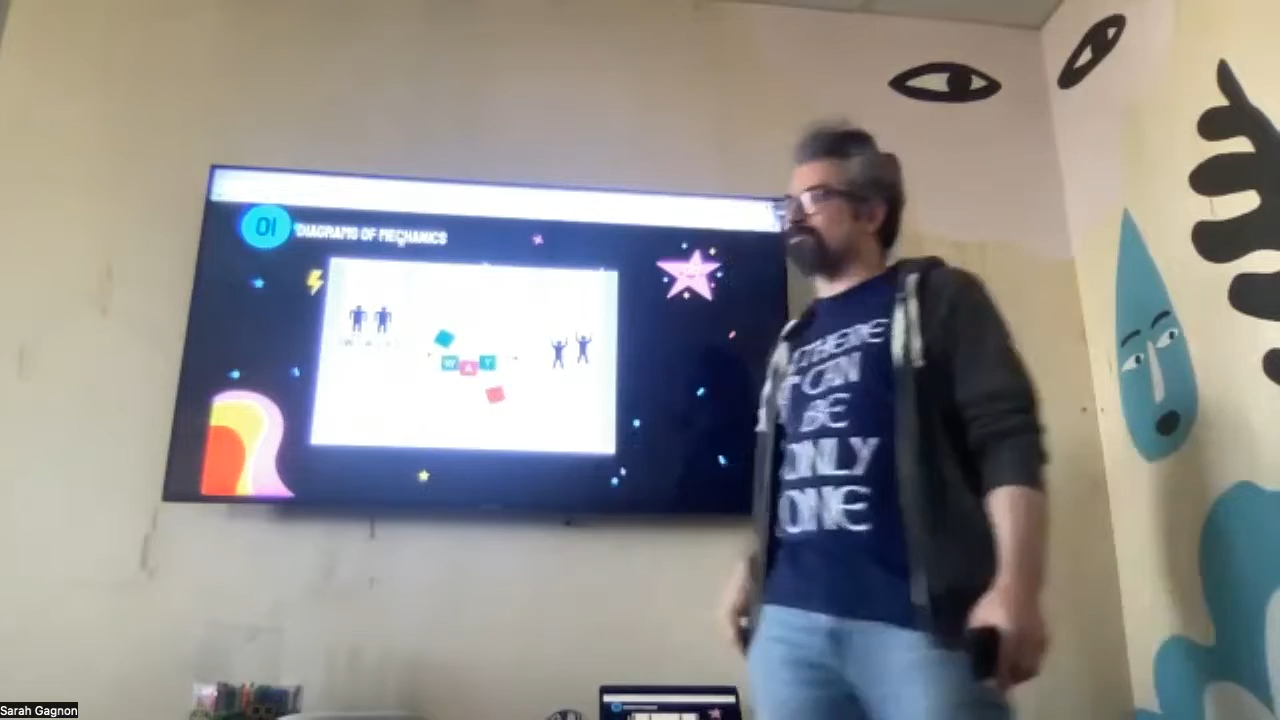 01
DIAGRAMS OF MECHANICS
W A Y
THERE
CAN
BE
ONLY
ONE
Sarah Gagnon